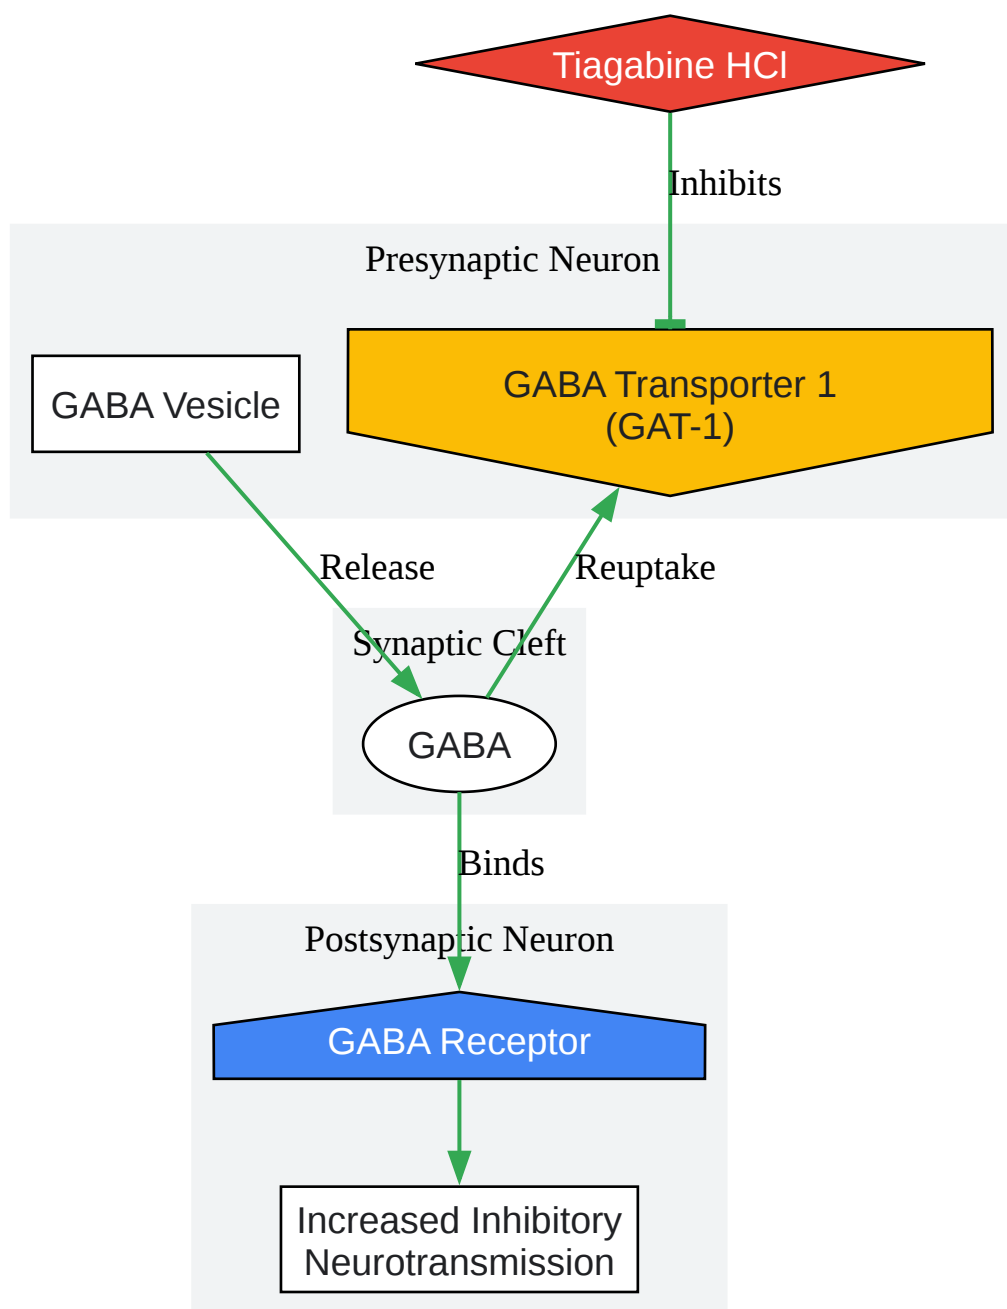 Tiagabine HCl
Inhibits
Presynaptic Neuron
GABA Vesicle
GABA Transporter 1
(GAT-1)
Release
Reuptake
Synaptic Cleft
GABA
Binds
Postsynaptic Neuron
GABA Receptor
Increased Inhibitory
Neurotransmission